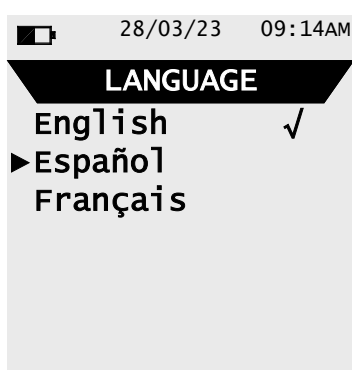 28/03/23 09:14AM
LANGUAGE
English √
►Español
Français